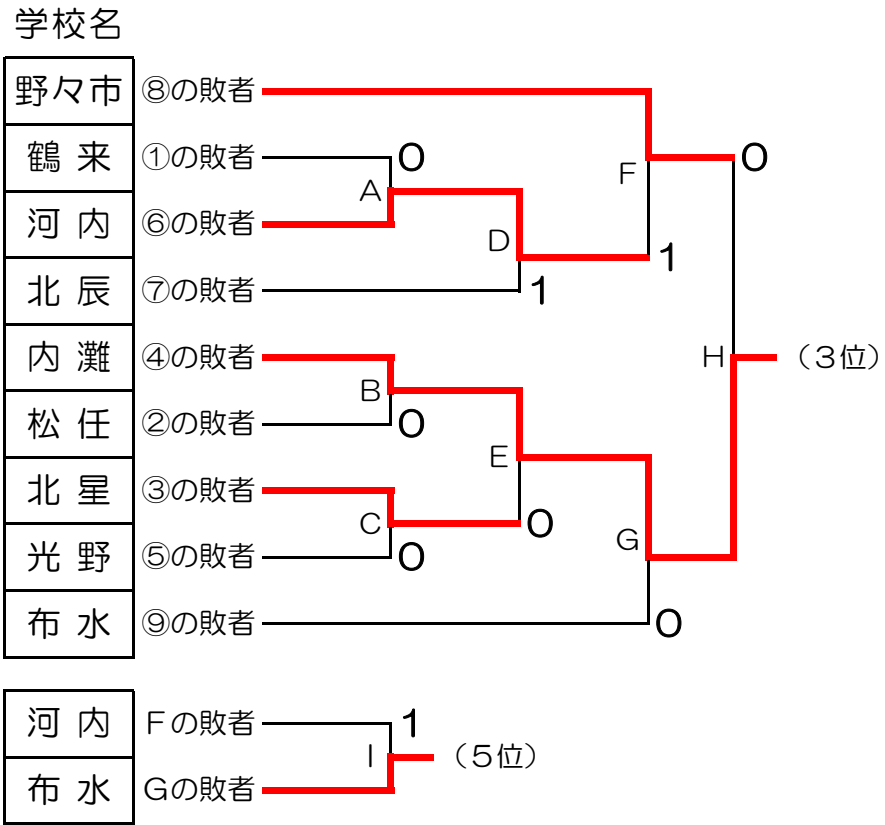 学校名
野々市 ⑧の敗者
鶴来 ①の敗者 0
A
河内 ⑥の敗者
F
0
D
1
北辰 ⑦の敗者 1
内灘 ④の敗者
H (3位)
B
松任 ②の敗者 0
E
北星 ③の敗者
C
0
G
光野 ⑤の敗者 0
布水 ⑨の敗者 0
河内 Fの敗者 1
I (5位)
布水 Gの敗者